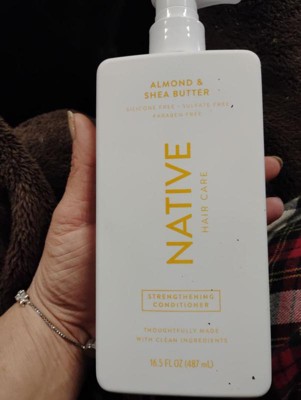 ALMOND &
SHEA BUTTER
SILICONE FREE | SULFATE FREE
PARABEN FREE
NATIVE
HAIR CARE
STRENGTHENING
CONDITIONER
THOUGHTFULLY MADE
WITH CLEAN INGREDIENTS
16.5 FL OZ (487 mL)